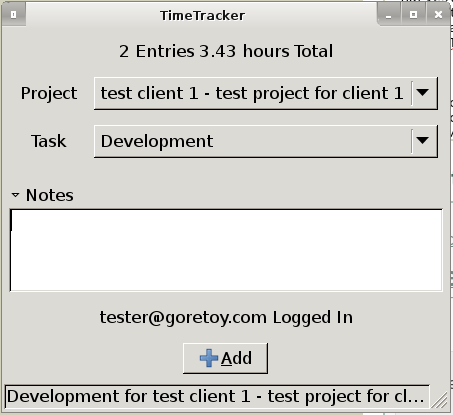 TimeTracker
2 Entries 3.43 hours Total
Project test client 1 - test project for client 1
Task Development
Notes
tester@goretoy.com Logged In
Add
Development for test client 1 - test project for cl...